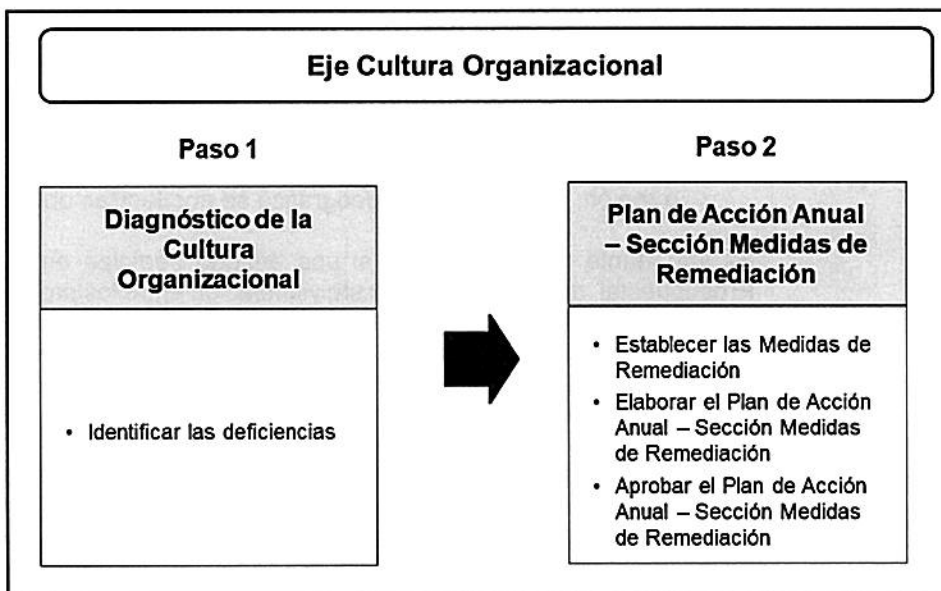 Eje Cultura Organizacional
Paso 1
Diagnóstico de la
Cultura
Organizacional
• Identificar las deficiencias
Paso 2
Plan de Acción Anual
– Sección Medidas de
Remediación
• Establecer las Medidas de
Remediación
• Elaborar el Plan de Acción
Anual – Sección Medidas
de Remediación
• Aprobar el Plan de Acción
Anual – Sección Medidas
de Remediación